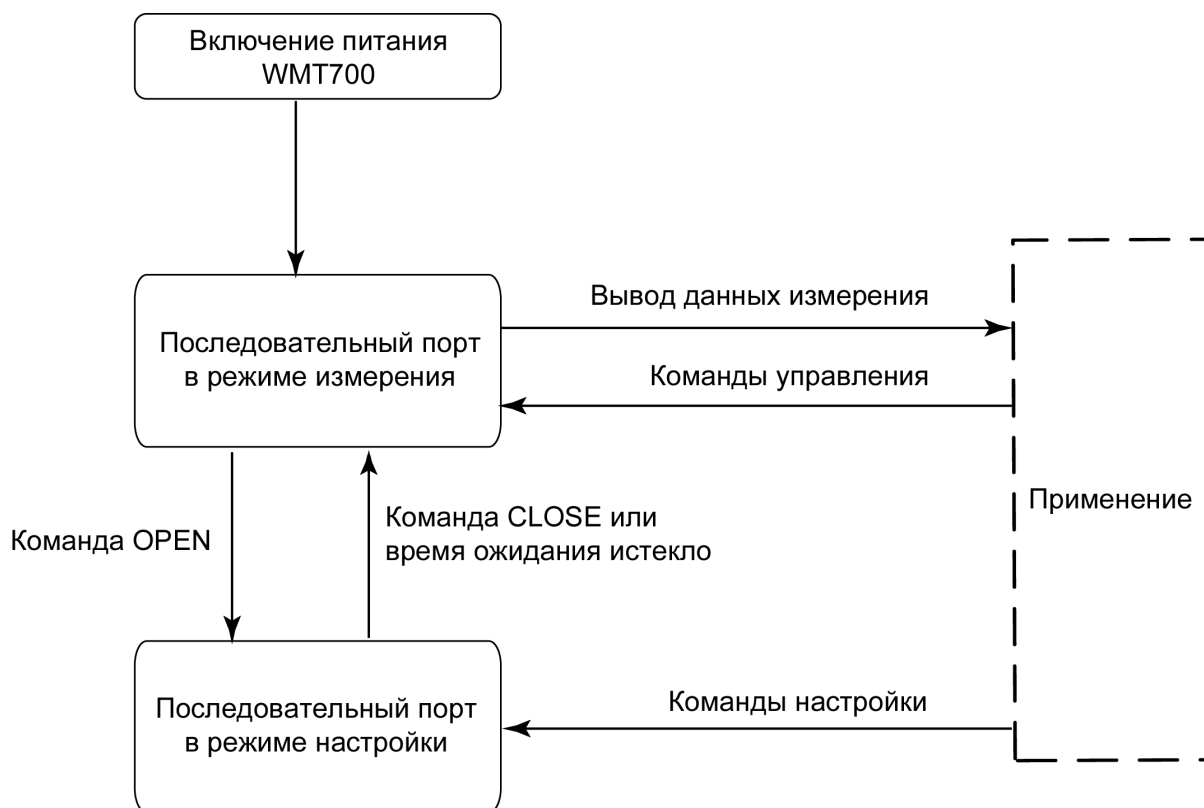 Включение питания
WMT700
Вывод данных измерения
Последовательный порт
в режиме измерения
Команды управления
Применение
Команда OPEN
Команда CLOSE или
время ожидания истекло
Команды настройки
Последовательный порт
в режиме настройки